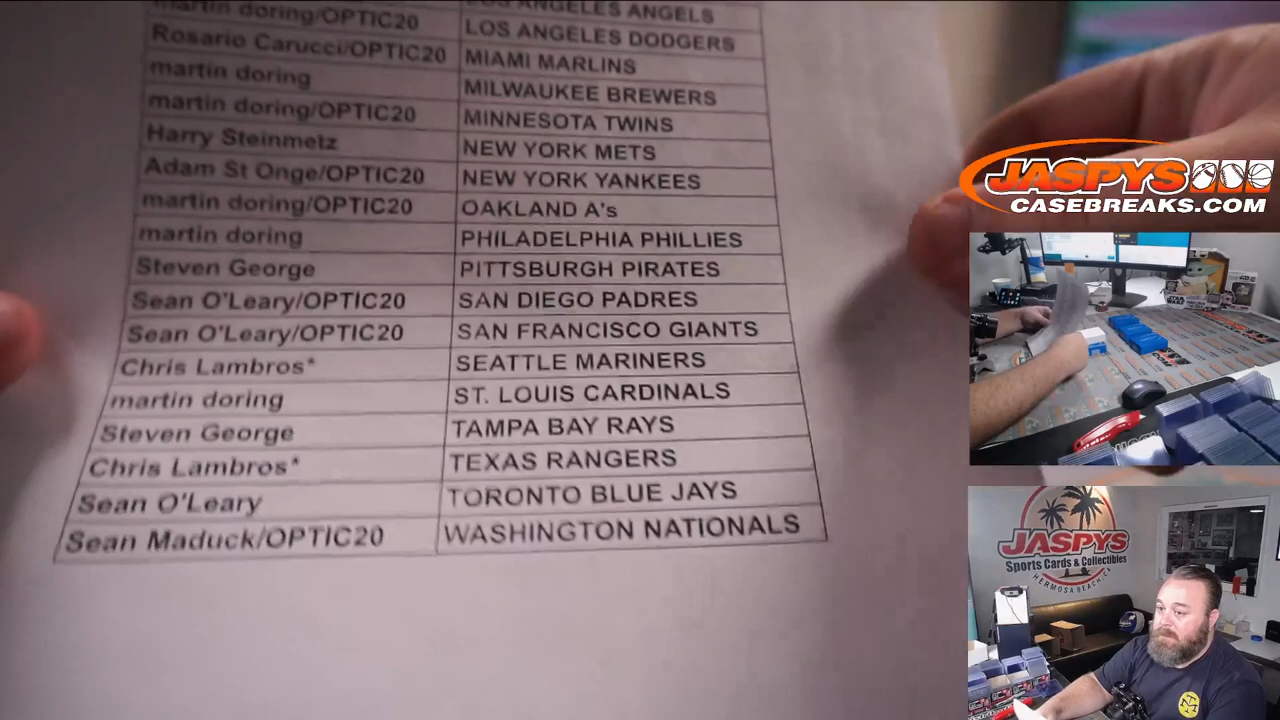 martin doring/OPTIC20 LOS ANGELES ANGELS
Rosario Carucci/OPTIC20 LOS ANGELES DODGERS
martin doring MIAMI MARLINS
martin doring/OPTIC20 MILWAUKEE BREWERS
Harry Steinmetz MINNESOTA TWINS
Adam St Onge/OPTIC20 NEW YORK METS
martin doring/OPTIC20 NEW YORK YANKEES
martin doring OAKLAND A's
Steven George PHILADELPHIA PHILLIES
Sean O'Leary/OPTIC20 PITTSBURGH PIRATES
Sean O'Leary/OPTIC20 SAN DIEGO PADRES
Chris Lambros* SAN FRANCISCO GIANTS
martin doring SEATTLE MARINERS
Steven George ST. LOUIS CARDINALS
Chris Lambros* TAMPA BAY RAYS
Sean O'Leary TEXAS RANGERS
Sean Maduck/OPTIC20 TORONTO BLUE JAYS
WASHINGTON NATIONALS
JASPYS
CASEBREAKS.COM
STAR WARS
JASPYS
Sports Cards & Collectibles
HERMOSA BEACH, CA